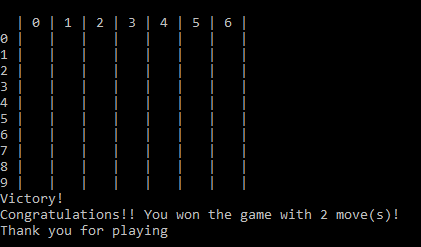 | 0 | 1 | 2 | 3 | 4 | 5 | 6 |
0 |   |   |   |   |   |   |   |
1 |   |   |   |   |   |   |   |
2 |   |   |   |   |   |   |   |
3 |   |   |   |   |   |   |   |
4 |   |   |   |   |   |   |   |
5 |   |   |   |   |   |   |   |
6 |   |   |   |   |   |   |   |
7 |   |   |   |   |   |   |   |
8 |   |   |   |   |   |   |   |
9 |   |   |   |   |   |   |   |
Victory!
Congratulations!! You won the game with 2 move(s)!
Thank you for playing